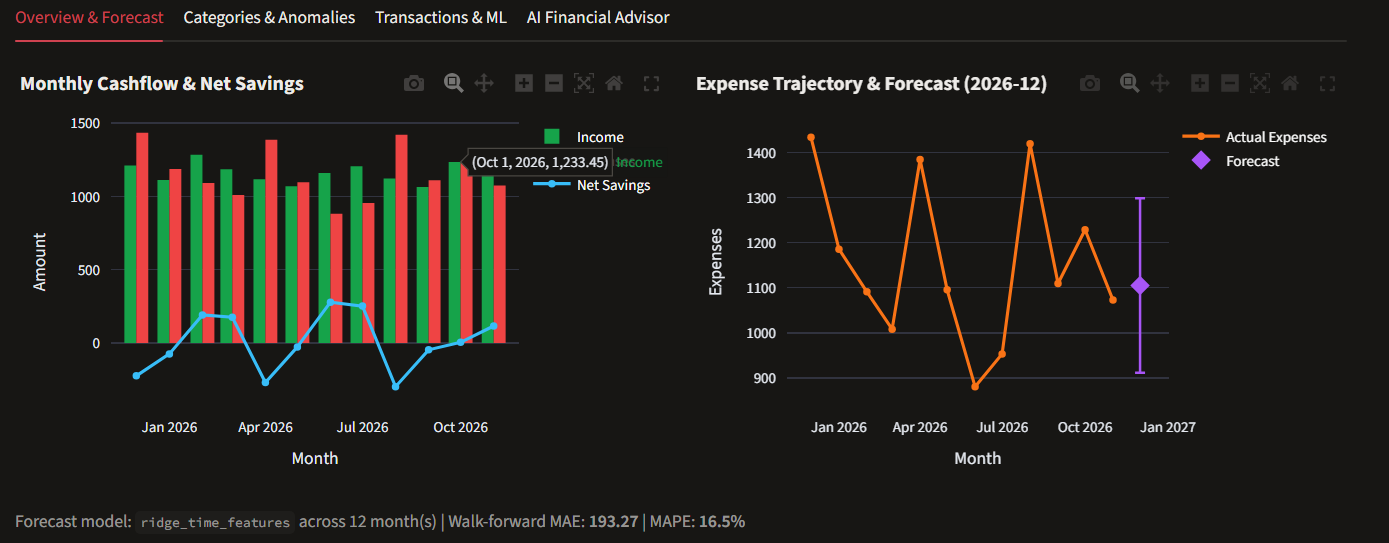 Overview & Forecast Categories & Anomalies Transactions & ML AI Financial Advisor
Monthly Cashflow & Net Savings
1500
1000
500
0
Amount
Jan 2026 Apr 2026 Jul 2026 Oct 2026
Month
Income
(Oct 1, 2026, 1,233.45) Income
Net Savings
Expense Trajectory & Forecast (2026-12)
1400
1300
1200
1100
1000
900
Expenses
Jan 2026 Apr 2026 Jul 2026 Oct 2026 Jan 2027
Month
Actual Expenses
Forecast
Forecast model: ridge_time_features across 12 month(s) | Walk-forward MAE: 193.27 | MAPE: 16.5%